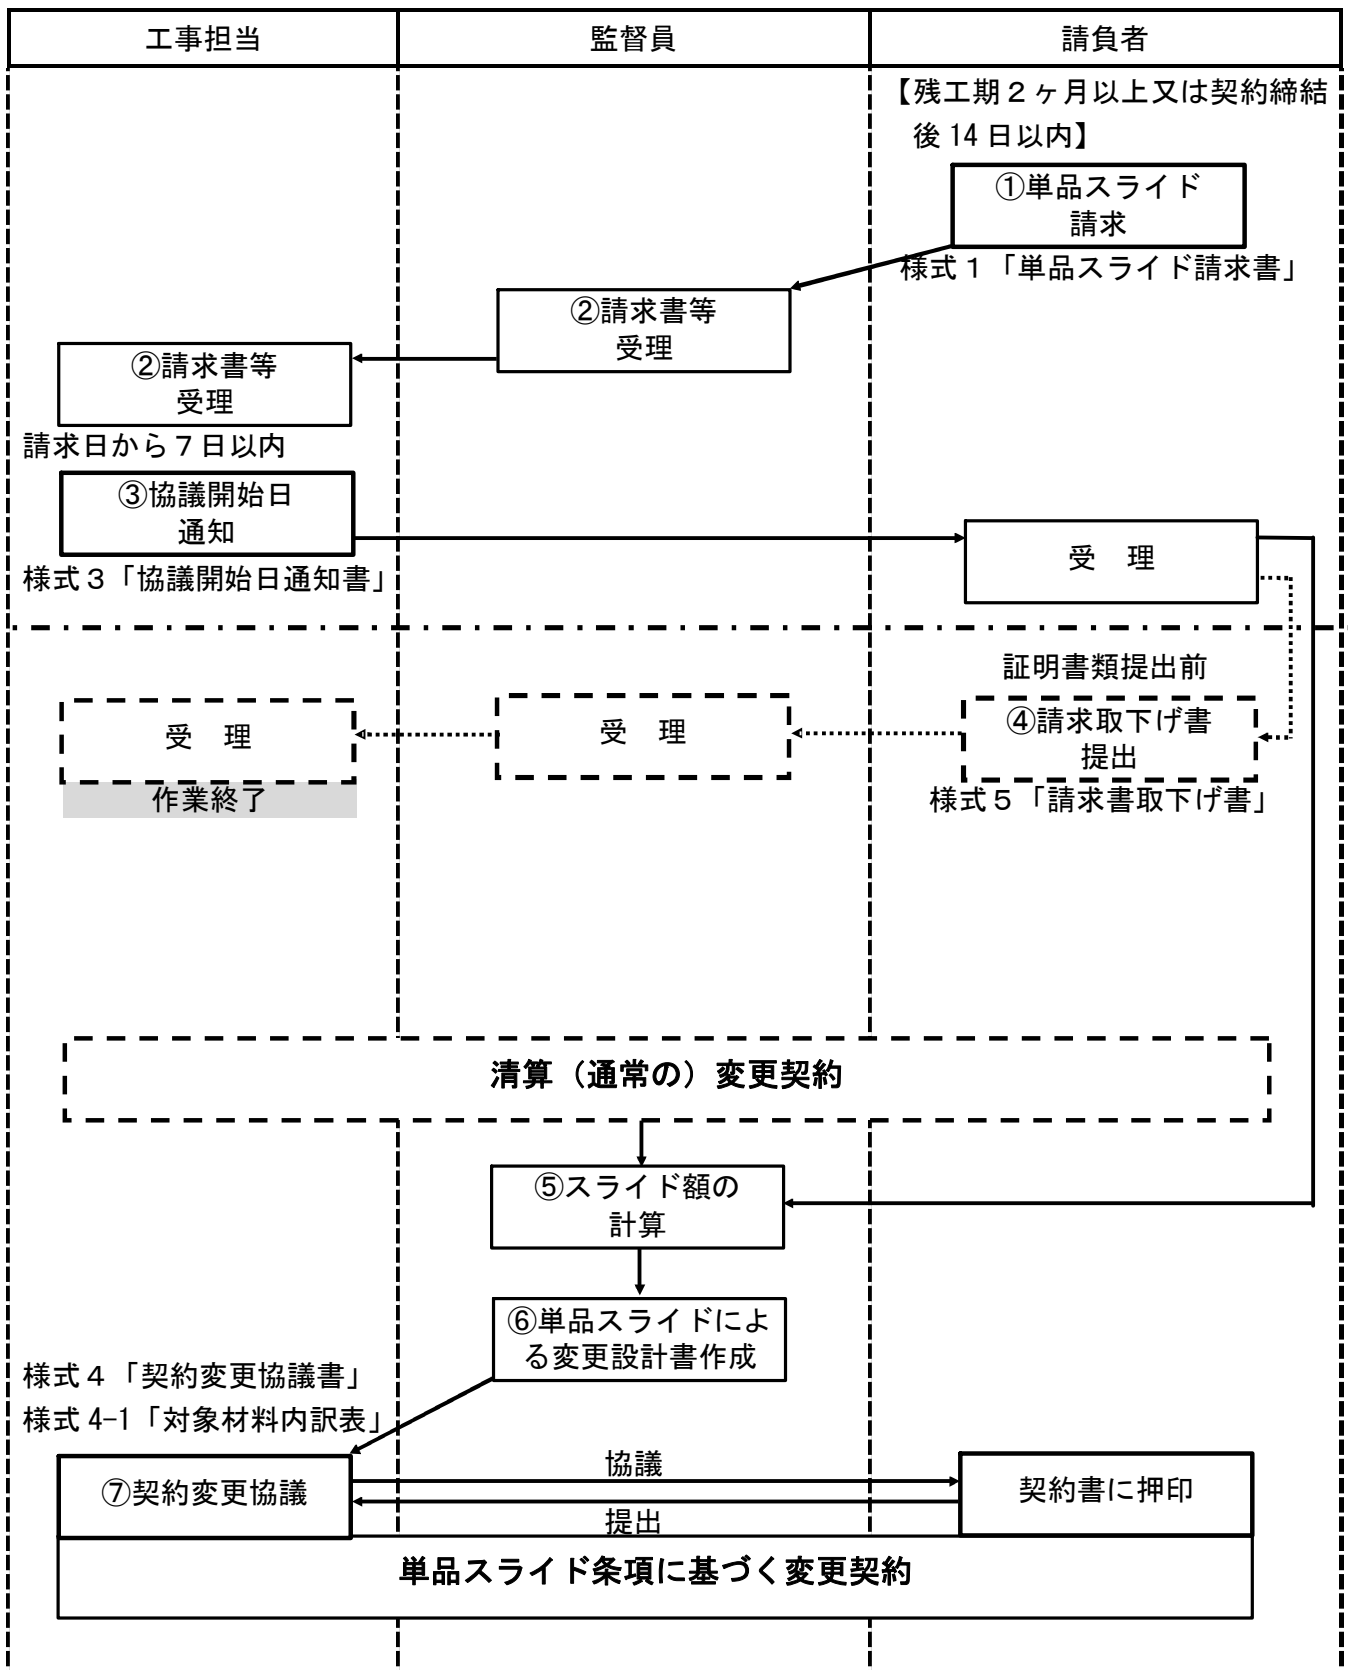 工事担当
監督員
請負者
【残工期２ヶ月以上又は契約締結
後 14 日以内】
①単品スライド
請求
様式１「単品スライド請求書」
②請求書等
受理
②請求書等
受理
請求日から７日以内
③協議開始日
通知
受　理
様式３「協議開始日通知書」
証明書類提出前
④請求取下げ書
提出
受　理
受　理
作業終了
様式５「請求書取下げ書」
清算（通常の）変更契約
⑤スライド額の
計算
⑥単品スライドによ
る変更設計書作成
様式４「契約変更協議書」
様式 4-1「対象材料内訳表」
協議
⑦契約変更協議
契約書に押印
提出
単品スライド条項に基づく変更契約